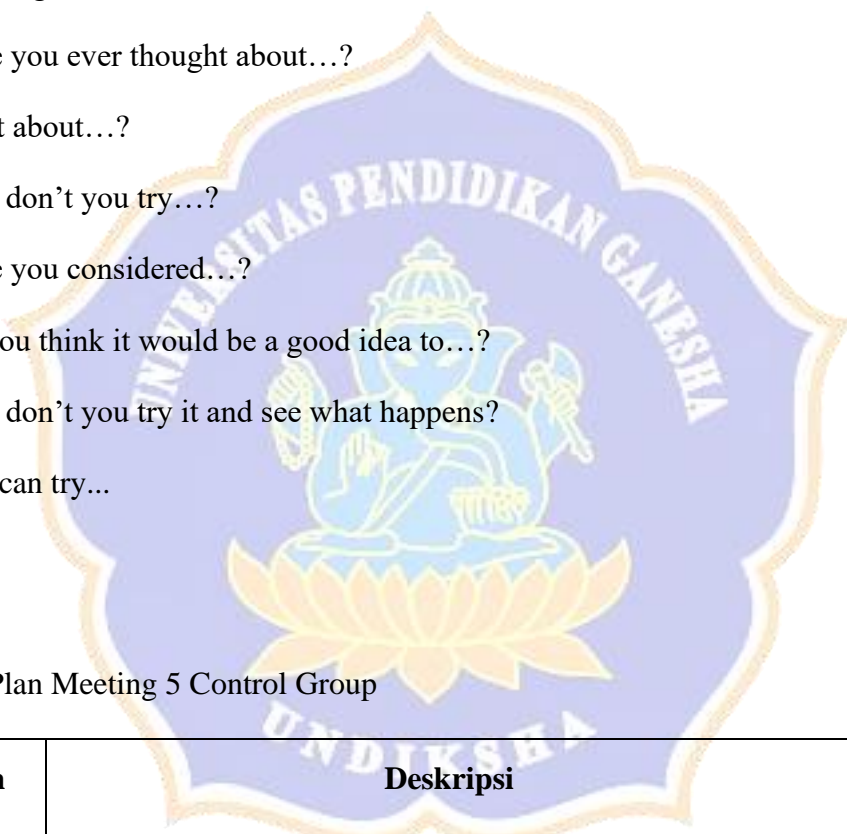 you ever thought about…?
about…?
don’t you try…?
you considered…?
you think it would be a good idea to…?
don’t you try it and see what happens?
can try...
UNIVERSITAS PENDIDIKAN GANESHA
Plan Meeting 5 Control Group
UNDIKSHA
Deskripsi